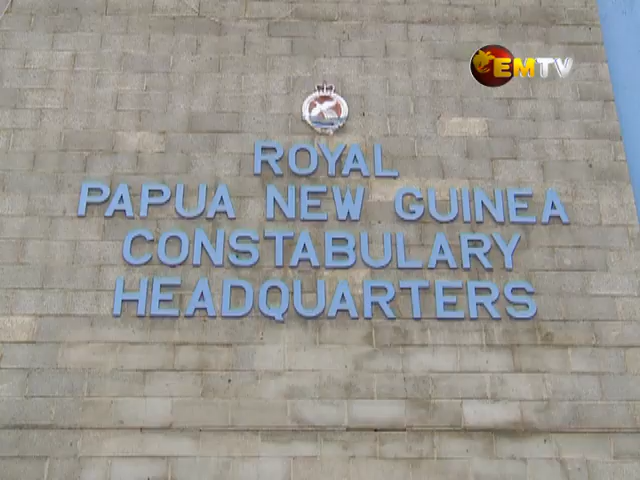 EMTV
ROYAL
PAPUA NEW GUINEA
CONSTABULARY
HEADQUARTERS